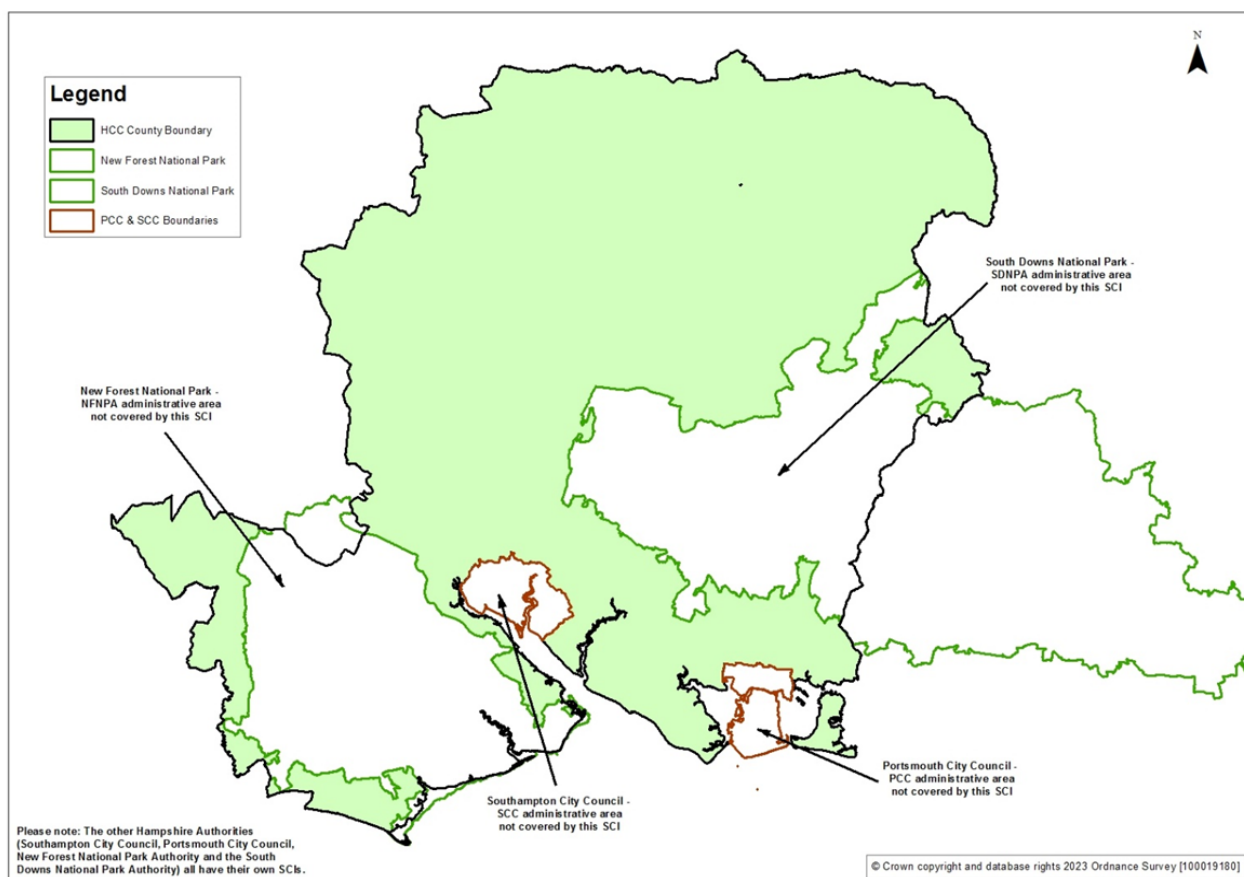 N
Legend
HCC County Boundary
New Forest National Park
South Downs National Park
PCC & SCC Boundaries
South Downs National Park -
SDNPA administrative area
not covered by this SCI
New Forest National Park -
NFNPA administrative area
not covered by this SCI
Portsmouth City Council -
PCC administrative area
not covered by this SCI
Southampton City Council -
SCC administrative area
not covered by this SCI
Please note: The other Hampshire Authorities
(Southampton City Council, Portsmouth City Council,
New Forest National Park Authority and the South
Downs National Park Authority) all have their own SCIs.
© Crown copyright and database rights 2023 Ordnance Survey [100019180]